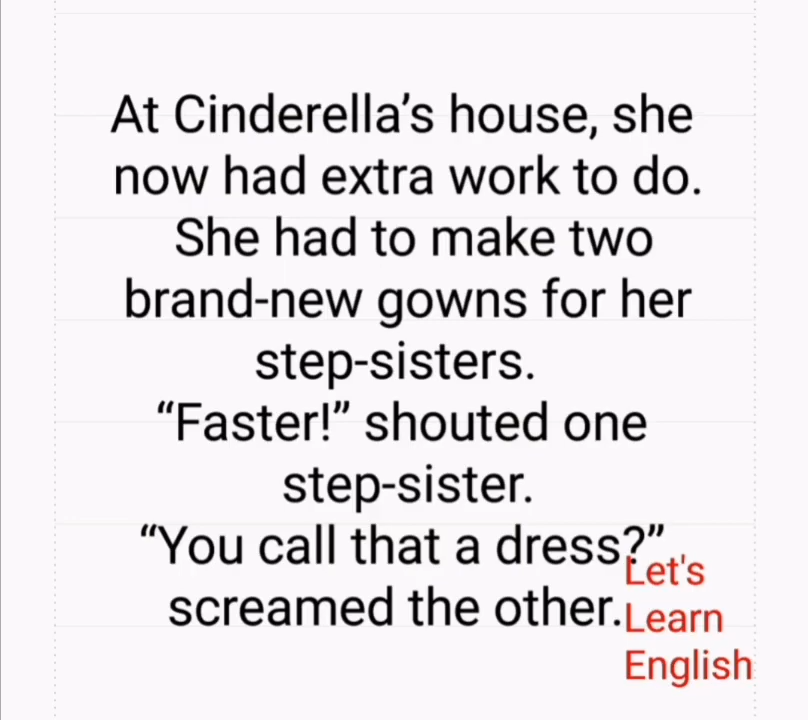 At Cinderella’s house, she
now had extra work to do.
She had to make two
brand-new gowns for her
step-sisters.
“Faster!” shouted one
step-sister.
“You call that a dress?”
screamed the other.
Let's
Learn
English